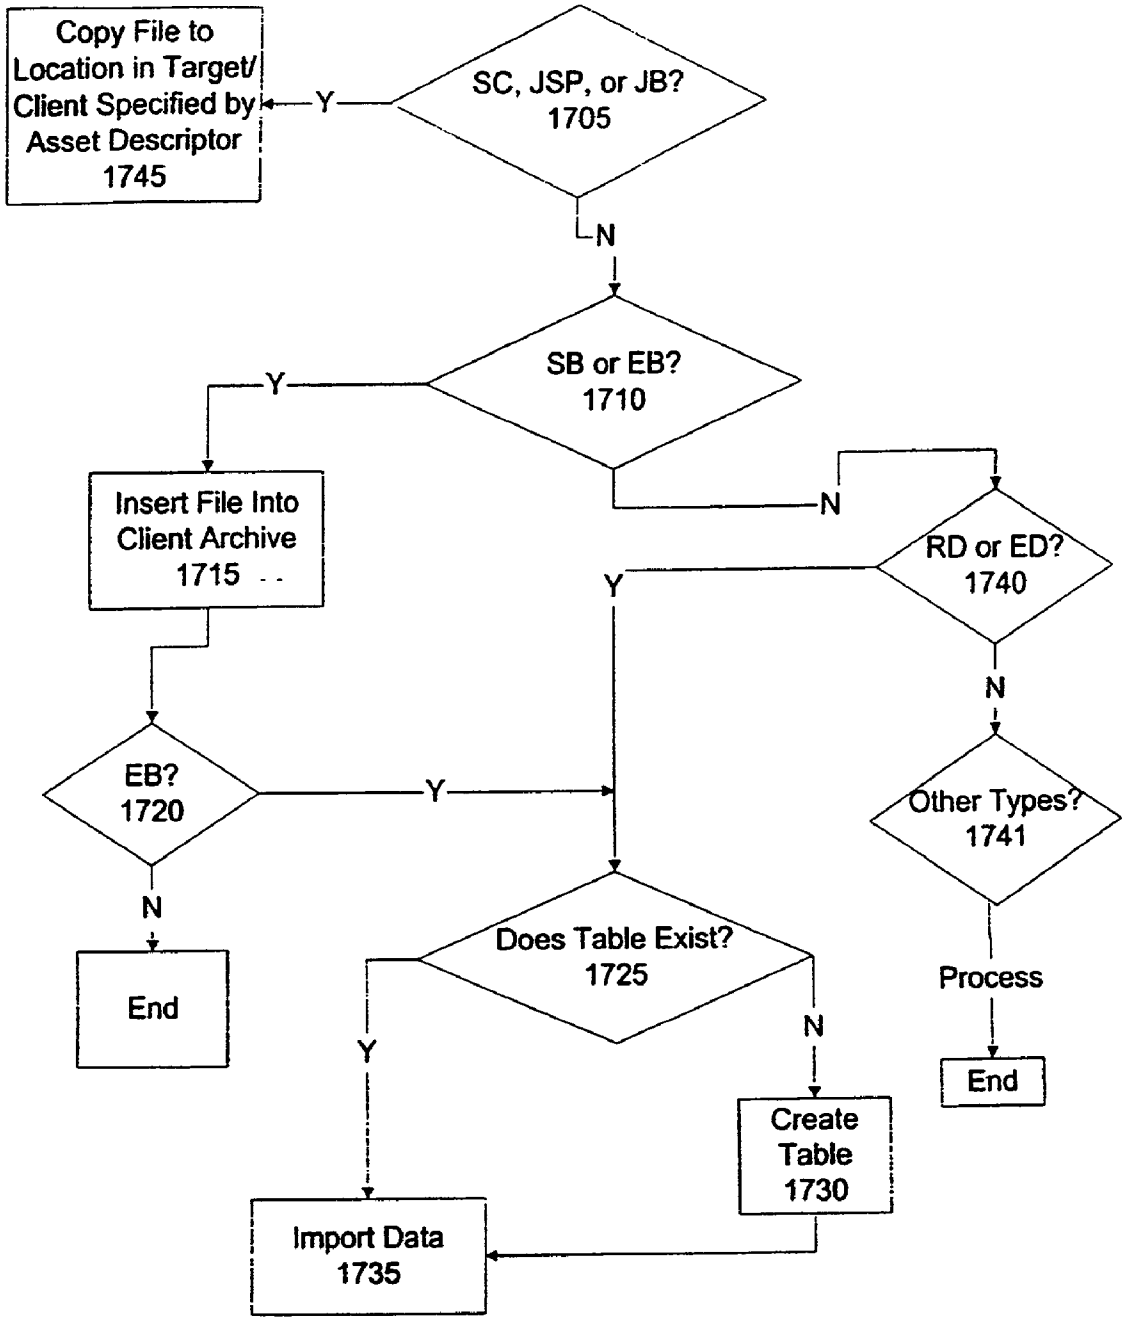 Copy File to
Location in Target/
Client Specified by
Asset Descriptor
1745
Y
SC, JSP, or JB?
1705
N
SB or EB?
1710
Y
N
Insert File Into
Client Archive
1715
RD or ED?
1740
Y
N
EB?
1720
Y
Other Types?
1741
N
Does Table Exist?
1725
End
Process
Y
N
End
Create
Table
1730
Import Data
1735